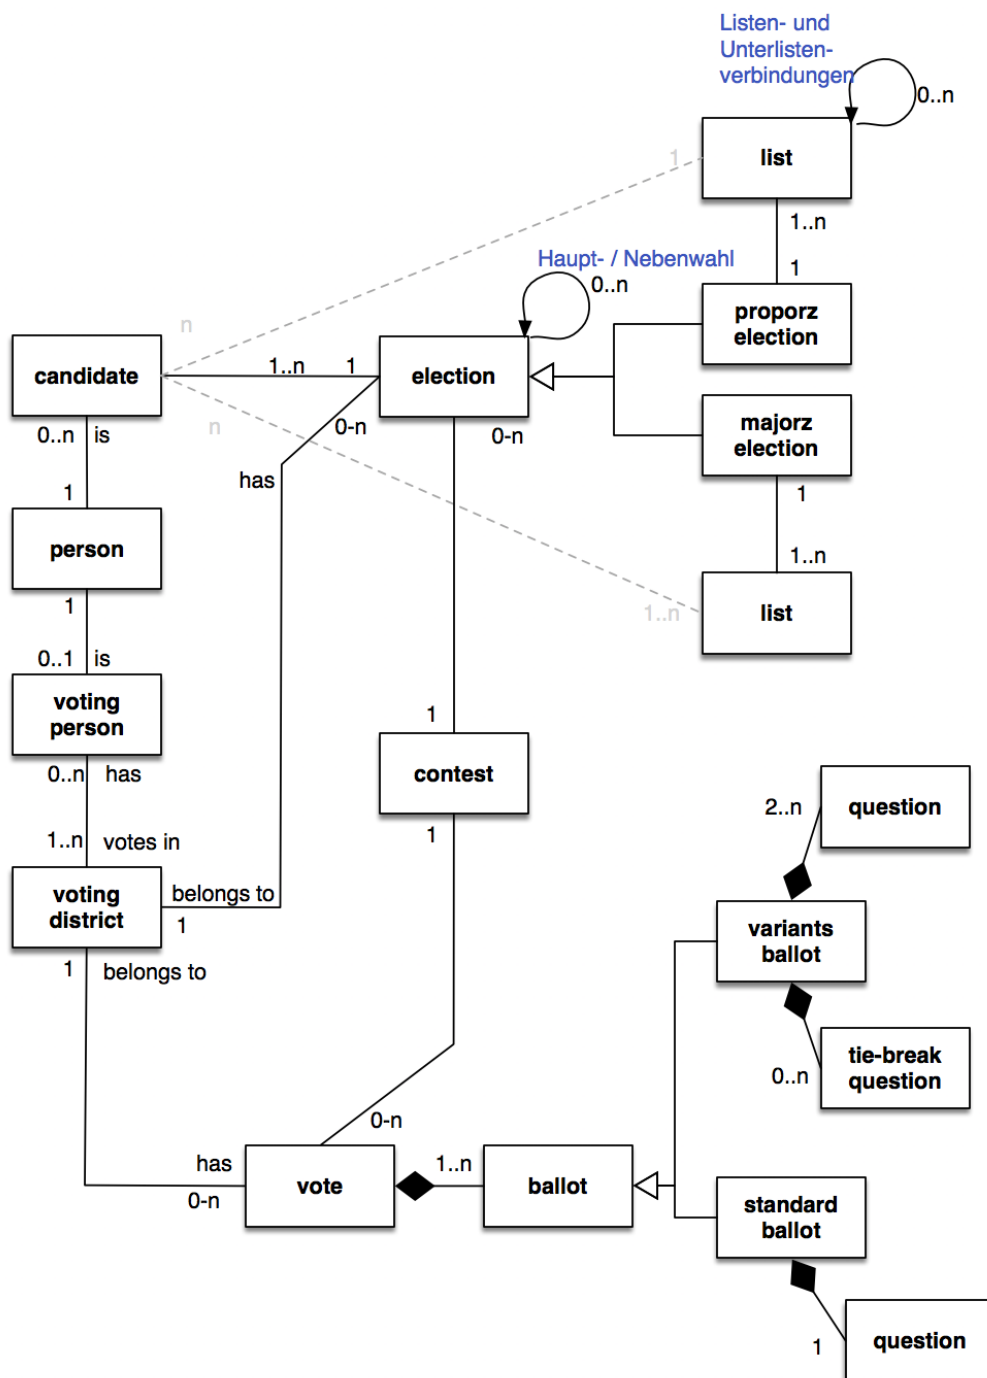 Listen- und
Unterlisten-
verbindungen
0..n
list
1
1..n
1
Haupt- / Nebenwahl
0..n
proporz
election
n
candidate
1..n
1
election
0..n
is
n
0-n
0-n
majorz
election
has
1
1
person
1
1..n
1..n
list
0..1
is
voting
person
1
0..n
has
contest
1
2..n
question
1..n
votes in
voting
district
belongs to
1
variants
ballot
1
belongs to
tie-break
question
0..n
0-n
has
0-n
vote
1..n
ballot
standard
ballot
1
question